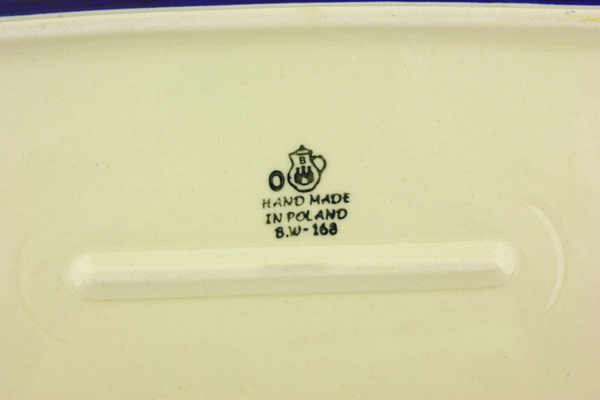 B
O
HAND MADE
IN POLAND
B.W-168